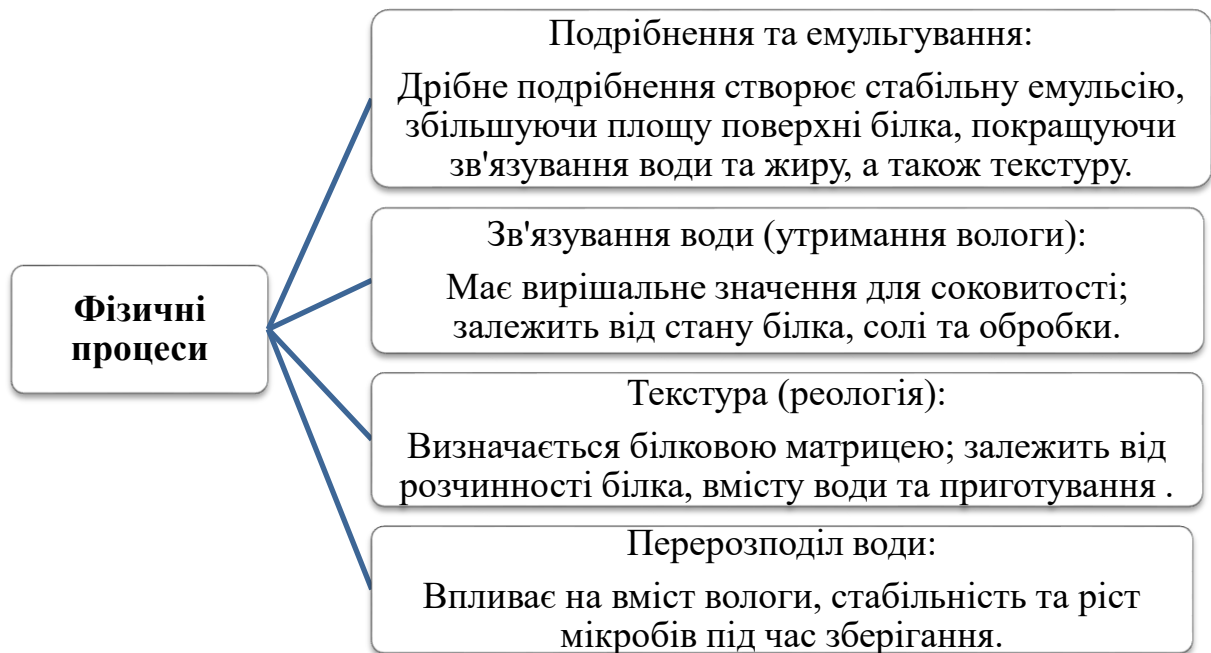 Подрібнення та емульгування:
Дрібне подрібнення створює стабільну емульсію,
збільшуючи площу поверхні білка, покращуючи
зв'язування води та жиру, а також текстуру.
Зв'язування води (утримання вологи):
Має вирішальне значення для соковитості;
залежить від стану білка, солі та обробки.
Фізичні
процеси
Текстура (реологія):
Визначається білковою матрицею; залежить від
розчинності білка, вмісту води та приготування .
Перерозподіл води:
Впливає на вміст вологи, стабільність та ріст
мікробів під час зберігання.